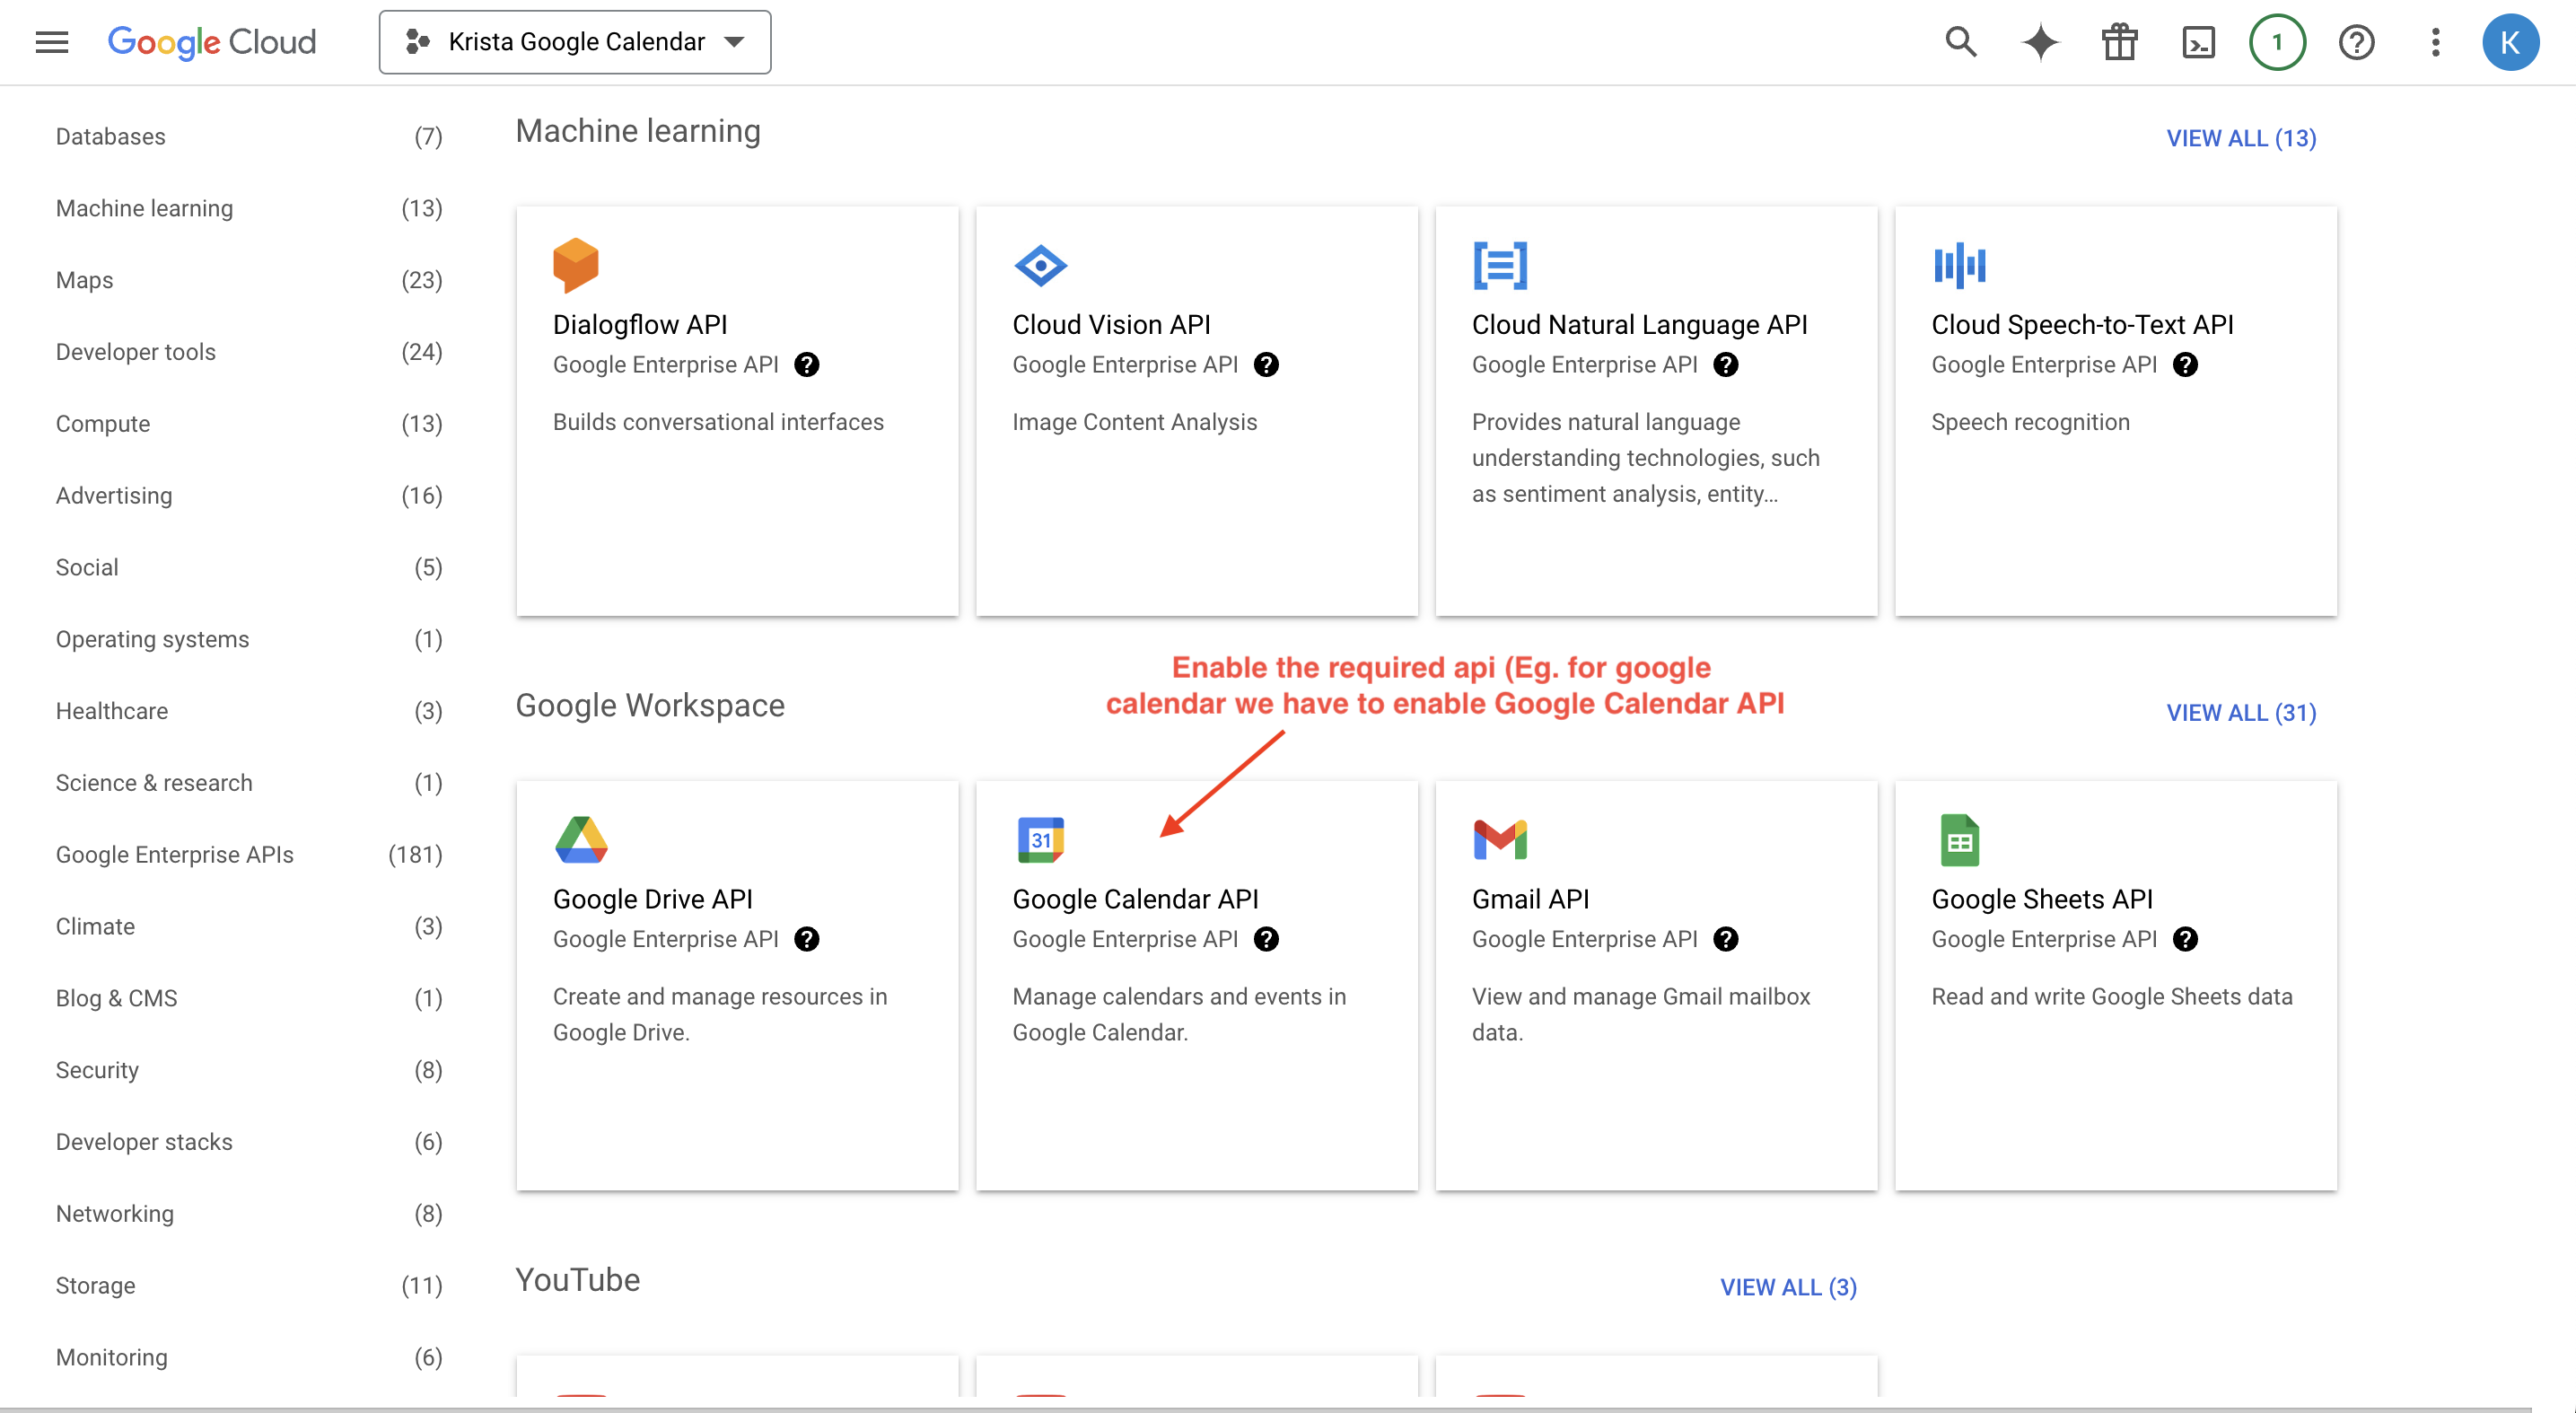 Google Cloud
Krista Google Calendar
1
K
Databases (7)
Machine learning (13)
Maps (23)
Developer tools (24)
Compute (13)
Advertising (16)
Social (5)
Operating systems (1)
Healthcare (3)
Science & research (1)
Google Enterprise APIs (181)
Climate (3)
Blog & CMS (1)
Security (8)
Developer stacks (6)
Networking (8)
Storage (11)
Monitoring (6)
Machine learning
VIEW ALL (13)
Dialogflow API
Google Enterprise API
Builds conversational interfaces
Cloud Vision API
Google Enterprise API
Image Content Analysis
Cloud Natural Language API
Google Enterprise API
Provides natural language
understanding technologies, such
as sentiment analysis, entity...
Cloud Speech-to-Text API
Google Enterprise API
Speech recognition
Enable the required api (Eg. for google
calendar we have to enable Google Calendar API
Google Workspace
VIEW ALL (31)
Google Drive API
Google Enterprise API
Create and manage resources in
Google Drive.
31
Google Calendar API
Google Enterprise API
Manage calendars and events in
Google Calendar.
Gmail API
Google Enterprise API
View and manage Gmail mailbox
data.
Google Sheets API
Google Enterprise API
Read and write Google Sheets data
YouTube
VIEW ALL (3)